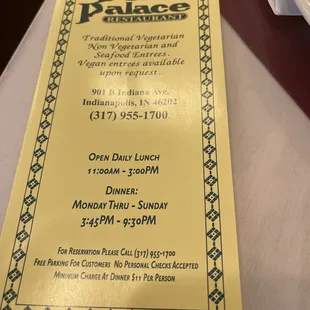 Palace
RESTAURANT
Traditional Vegetarian
Non Vegetarian and
Seafood Entrees.
Vegan entrees available
upon request.
901 B Indiana Ave.
Indianapolis, IN 46202
(317) 955-1700
OPEN DAILY LUNCH
11:00AM - 3:00PM
DINNER:
MONDAY THRU - SUNDAY
3:45PM - 9:30PM
FOR RESERVATION PLEASE CALL (317) 955-1700
FREE PARKING FOR CUSTOMERS NO PERSONAL CHECKS ACCEPTED
MINIMUM CHARGE AT DINNER $11 PER PERSON